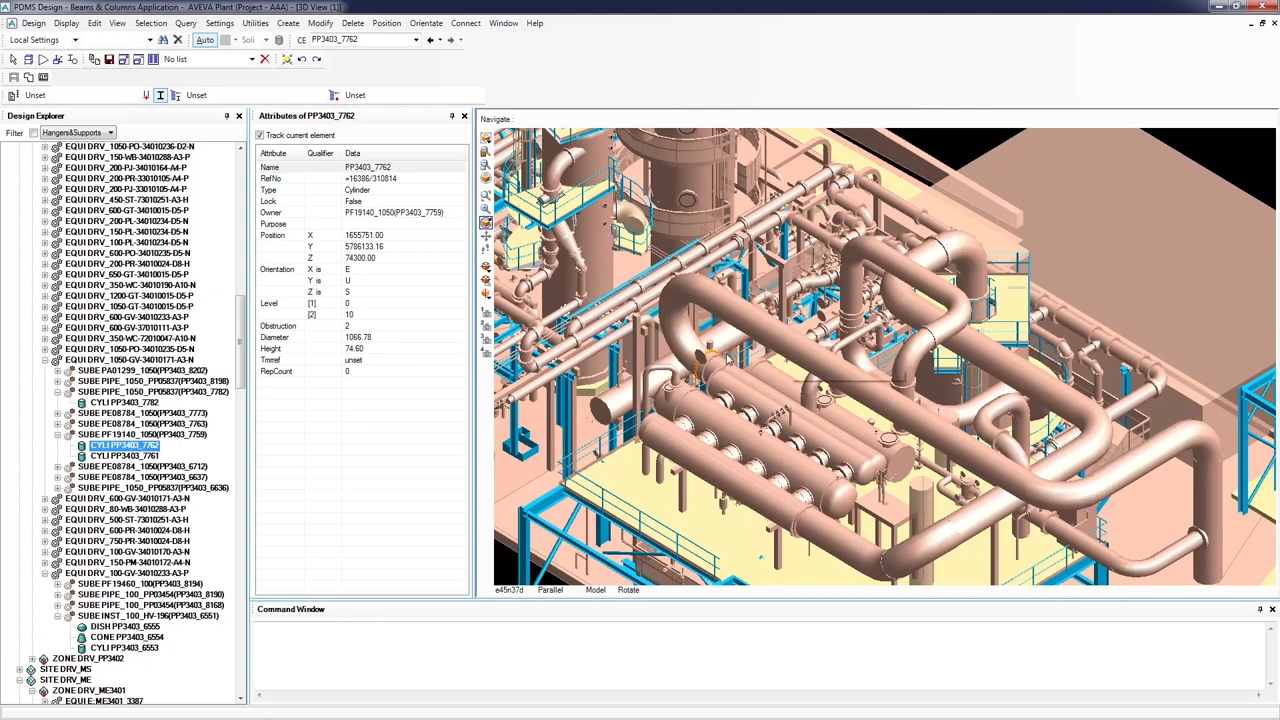 PDMS Design - Beams & Columns Application - AVEVA Plant (Project - AAA) - [3D View (1)]
Design Display Edit View Selection Query Settings Utilities Create Modify Delete Position Orientate Connect Window Help
Local Settings Auto Soli CE PP3403_7762
No list
Unset Unset Unset
Design Explorer
Filter Hangers&Supports
EQUI DRV_1050-PO-34010236-D2-N
EQUI DRV_150-WB-34010288-A3-P
EQUI DRV_200-PJ-34010164-A4-P
EQUI DRV_200-PR-33010105-A4-P
EQUI DRV_200-PR-33010105-A4-P
EQUI DRV_450-ST-73010251-A3-H
EQUI DRV_600-GT-34010015-D5-P
EQUI DRV_200-PL-34010234-D5-P
EQUI DRV_150-PL-34010234-D5-P
EQUI DRV_100-PL-34010234-D5-P
EQUI DRV_600-PO-34010235-D5-N
EQUI DRV_200-PR-34010024-D8-H
EQUI DRV_650-GT-34010015-D5-P
EQUI DRV_350-WC-34010190-A10-N
EQUI DRV_1200-GT-34010015-D5-P
EQUI DRV_1050-GT-34010015-D5-P
EQUI DRV_600-GV-34010233-A3-P
EQUI DRV_600-GV-37010111-A3-P
EQUI DRV_350-WC-72010047-A10-N
EQUI DRV_1050-PO-34010235-D5-N
EQUI DRV_1050-GV-34010171-A3-N
SUBE PA01299_1050(PP3403_8202)
SUBE PIPE_1050_PP05837(PP3403_8198)
SUBE PIPE_1050_PP05837(PP3403_7782)
CYLI PP3403_7782
SUBE PE08784_1050(PP3403_7773)
SUBE PE08784_1050(PP3403_7763)
SUBE PF19140_1050(PP3403_7759)
CYLI PP3403_7762
CYLI PP3403_7761
SUBE PE08784_1050(PP3403_6712)
SUBE PE08784_1050(PP3403_6637)
SUBE PIPE_1050_PP05837(PP3403_6636)
EQUI DRV_600-GV-34010171-A3-N
EQUI DRV_80-WB-34010288-A3-P
EQUI DRV_500-ST-73010251-A3-H
EQUI DRV_600-PR-34010024-D8-H
EQUI DRV_750-PR-34010024-D8-H
EQUI DRV_100-GV-34010170-A3-N
EQUI DRV_150-PM-34010172-A4-N
EQUI DRV_100-GV-34010233-A3-P
SUBE PF19460_100(PP3403_8194)
SUBE PIPE_100_PP03454(PP3403_8190)
SUBE PIPE_100_PP03454(PP3403_8168)
SUBE INST_100_HV-196(PP3403_6551)
DISH PP3403_6555
CONE PP3403_6554
CYLI PP3403_6553
ZONE DRV_PP3402
SITE DRV_MS
SITE DRV_ME
ZONE DRV_ME3401
EQUI E:ME3401_3387
Attributes of PP3403_7762
Track current element
Attribute Qualifier Data
Name PP3403_7762
RefNo =16386/310814
Type Cylinder
Lock False
Owner PF19140_1050(PP3403_7759)
Purpose
Position X 1655751.00
Y 5786133.16
Z 74300.00
Orientation X is E
Y is U
Z is S
Level [1] 0
[2] 10
Obstruction 2
Diameter 1066.78
Height 74.60
Tmrref unset
RepCount 0
Navigate :
e45n37d Parallel Model Rotate
Command Window